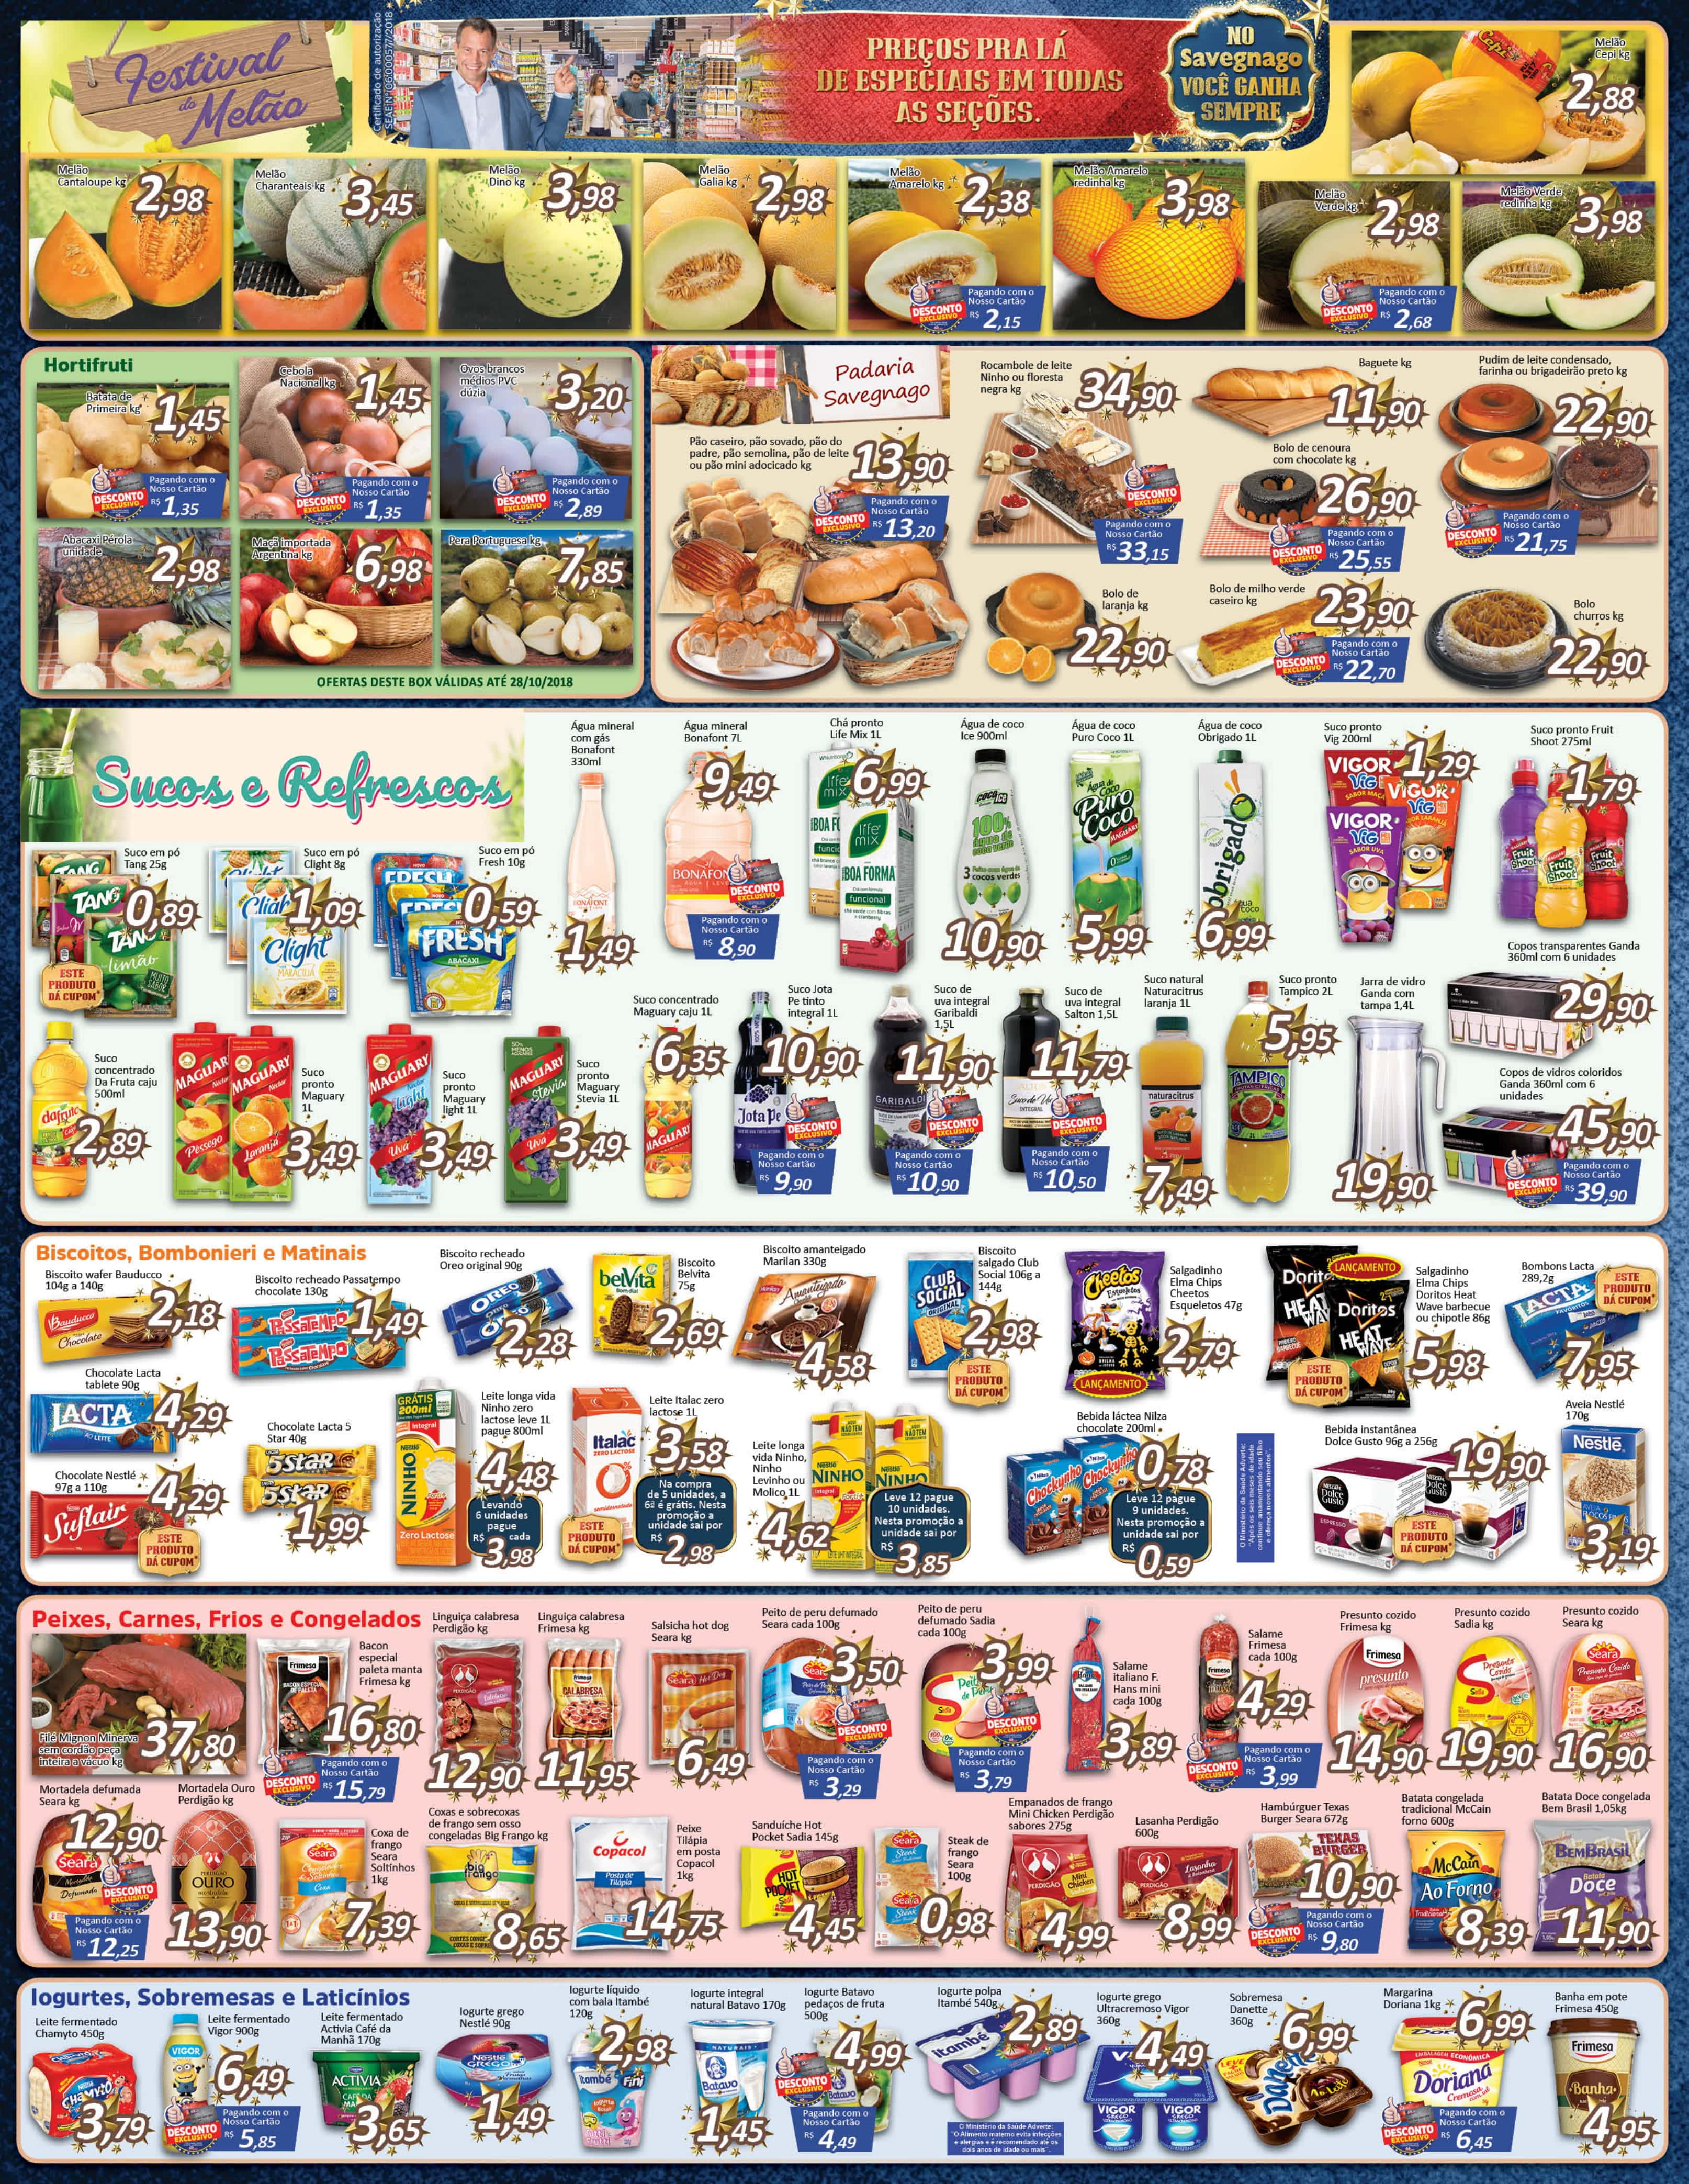 Festival
do
Melão
Certificado de autorização
SEAE Nº 06.000577/2018 *
PREÇOS PRA LÁ
DE ESPECIAIS EM TODAS
AS SEÇÕES.
NO
Savegnago
VOCÊ GANHA
SEMPRE
Melão
Cepi kg
2,88
Melão
Cantaloupe kg
2,98
Melão
Charanteais kg
3,45
Melão
Dino kg
3,98
Melão
Galia kg
2,98
Melão
Amarelo kg
2,38
DESCONTO
EXCLUSIVO
Pagando com o
Nosso Cartão
R$ 2,15
Melão Amarelo
redinha kg
3,98
Melão
Verde kg
2,98
DESCONTO
EXCLUSIVO
Pagando com o
Nosso Cartão
R$ 2,68
Melão Verde
redinha kg
3,98
Hortifruti
Batata de
Primeira kg
1,45
DESCONTO
EXCLUSIVO
Pagando com o
Nosso Cartão
R$ 1,35
Cebola
Nacional kg
1,45
DESCONTO
EXCLUSIVO
Pagando com o
Nosso Cartão
R$ 1,35
Ovos brancos
médios PVC
dúzia
3,20
DESCONTO
EXCLUSIVO
Pagando com o
Nosso Cartão
R$ 2,89
Abacaxi Pérola
unidade
2,98
Maçã importada
Argentina kg
6,98
Pera Portuguesa kg
7,85
OFERTAS DESTE BOX VÁLIDAS ATÉ 28/10/2018
Padaria
Savegnago
Pão caseiro, pão sovado, pão do
padre, pão semolina, pão de leite
ou pão mini adocicado kg
13,90
DESCONTO
EXCLUSIVO
Pagando com o
Nosso Cartão
R$ 13,20
Rocambole de leite
Ninho ou floresta
negra kg
34,90
DESCONTO
EXCLUSIVO
Pagando com o
Nosso Cartão
R$ 33,15
Baguete kg
11,90
Bolo de cenoura
com chocolate kg
26,90
DESCONTO
EXCLUSIVO
Pagando com o
Nosso Cartão
R$ 25,55
Pudim de leite condensado,
farinha ou brigadeirão preto kg
22,90
DESCONTO
EXCLUSIVO
Pagando com o
Nosso Cartão
R$ 21,75
Bolo de
laranja kg
22,90
Bolo de milho verde
caseiro kg
23,90
DESCONTO
EXCLUSIVO
Pagando com o
Nosso Cartão
R$ 22,70
Bolo
churros kg
22,90
Sucos e Refrescos
Água mineral
com gás
Bonafont
330ml
1,49
Água mineral
Bonafont 7L
9,49
DESCONTO
EXCLUSIVO
Pagando com o
Nosso Cartão
R$ 8,90
Chá pronto
Life Mix 1L
6,99
Água de coco
Ice 900ml
10,90
Água de coco
Puro Coco 1L
5,99
Água de coco
Obrigado 1L
6,99
Suco pronto
Vig 200ml
1,29
Suco pronto Fruit
Shoot 275ml
1,79
Suco em pó
Tang 25g
0,89
ESTE
PRODUTO
DÁ CUPOM*
Suco em pó
Clight 8g
1,09
Suco em pó
Fresh 10g
0,59
Suco
concentrado
Da Fruta caju
500ml
2,89
Suco
pronto
Maguary
1L
3,49
Suco
pronto
Maguary
light 1L
3,49
Suco
pronto
Maguary
Stevia 1L
3,49
Suco concentrado
Maguary caju 1L
6,35
Suco Jota
Pe tinto
integral 1L
10,90
DESCONTO
EXCLUSIVO
Pagando com o
Nosso Cartão
R$ 9,90
Suco de
uva integral
Garibaldi
1,5L
11,90
DESCONTO
EXCLUSIVO
Pagando com o
Nosso Cartão
R$ 10,90
Suco de
uva integral
Salton 1,5L
11,79
DESCONTO
EXCLUSIVO
Pagando com o
Nosso Cartão
R$ 10,50
Suco natural
Naturacitrus
laranja 1L
7,49
Suco pronto
Tampico 2L
5,95
Jarra de vidro
Ganda com
tampa 1,4L
19,90
Copos transparentes Ganda
360ml com 6 unidades
29,90
Copos de vidros coloridos
Ganda 360ml com 6
unidades
45,90
DESCONTO
EXCLUSIVO
Pagando com o
Nosso Cartão
R$ 39,90
Biscoitos, Bombonieri e Matinais
Biscoito wafer Bauducco
104g a 140g
2,18
Biscoito recheado Passatempo
chocolate 130g
1,49
Biscoito recheado
Oreo original 90g
2,28
Biscoito
Belvita
75g
2,69
Biscoito amanteigado
Marilan 330g
4,58
Biscoito
salgado Club
Social 106g a
144g
2,98
ESTE
PRODUTO
DÁ CUPOM*
Salgadinho
Elma Chips
Cheetos
Esqueletos 47g
2,79
LANÇAMENTO
LANÇAMENTO
Salgadinho
Elma Chips
Doritos Heat
Wave barbecue
ou chipotle 86g
5,98
ESTE
PRODUTO
DÁ CUPOM*
Bombons Lacta
289,2g
ESTE
PRODUTO
DÁ CUPOM*
7,95
Chocolate Lacta
tablete 90g
4,29
Chocolate Nestlé
97g a 110g
4,29
ESTE
PRODUTO
DÁ CUPOM*
Chocolate Lacta 5
Star 40g
1,99
Leite longa vida
Ninho zero
lactose leve 1L
pague 800ml
4,48
Levando
6 unidades
pague
R$ cada
3,98
Leite Italac zero
lactose 1L
3,58
ESTE
PRODUTO
DÁ CUPOM*
Na compra
de 5 unidades, a
6ª é grátis. Nesta
promoção a
unidade sai por
R$ 2,98
Leite longa
vida Ninho,
Ninho
Levinho ou
Molico 1L
4,62
Leve 12 pague
10 unidades.
Nesta promoção a
unidade sai por
R$ 3,85
Bebida láctea Nilza
chocolate 200ml
0,78
Leve 12 pague
9 unidades.
Nesta promoção a
unidade sai por
R$ 0,59
O Ministério da Saúde Adverte:
"Após os seis meses de idade
continue amamentando seu filho
e ofereça novos alimentos".
Bebida instantânea
Dolce Gusto 96g a 256g
19,90
ESTE
PRODUTO
DÁ CUPOM*
Aveia Nestlé
170g
3,19
Peixes, Carnes, Frios e Congelados
Filé Mignon Minerva
sem cordão peça
inteira a vácuo kg
37,80
Bacon
especial
paleta manta
Frimesa kg
16,80
DESCONTO
EXCLUSIVO
Pagando com o
Nosso Cartão
R$ 15,79
Linguiça calabresa
Perdigão kg
12,90
Linguiça calabresa
Frimesa kg
11,95
Salsicha hot dog
Seara kg
6,49
Peito de peru defumado
Seara cada 100g
3,50
DESCONTO
EXCLUSIVO
Pagando com o
Nosso Cartão
R$ 3,29
Peito de peru
defumado Sadia
cada 100g
3,99
DESCONTO
EXCLUSIVO
Pagando com o
Nosso Cartão
R$ 3,79
Salame
italiano F.
Hans mini
cada 100g
3,89
Salame
Frimesa
cada 100g
4,29
DESCONTO
EXCLUSIVO
Pagando com o
Nosso Cartão
R$ 3,99
Presunto cozido
Frimesa kg
14,90
Presunto cozido
Sadia kg
19,90
Presunto cozido
Seara kg
16,90
Mortadela defumada
Seara kg
12,90
DESCONTO
EXCLUSIVO
Pagando com o
Nosso Cartão
R$ 12,25
Mortadela Ouro
Perdigão kg
13,90
Coxa de
frango
Seara
Soltinhos
1kg
7,39
Coxas e sobrecoxas
de frango sem osso
congeladas Big Frango kg
8,65
Peixe
Tilápia
em posta
Copacol
1kg
14,75
Sanduíche Hot
Pocket Sadia 145g
4,45
Steak de
frango
Seara
100g
0,98
Empanados de frango
Mini Chicken Perdigão
sabores 275g
4,99
Lasanha Perdigão
600g
8,99
Hambúrguer Texas
Burger Seara 672g
10,90
DESCONTO
EXCLUSIVO
Pagando com o
Nosso Cartão
R$ 9,80
Batata congelada
tradicional McCain
forno 600g
8,39
Batata Doce congelada
Bem Brasil 1,05kg
11,90
Iogurtes, Sobremesas e Laticínios
Leite fermentado
Chamyto 450g
3,79
Leite fermentado
Vigor 900g
6,49
DESCONTO
EXCLUSIVO
Pagando com o
Nosso Cartão
R$ 5,85
Leite fermentado
Activia Café da
Manhã 170g
3,65
Iogurte grego
Nestlé 90g
1,49
Iogurte líquido
com bala Itambé
120g
2,98
Iogurte integral
natural Batavo 170g
1,45
Iogurte Batavo
pedaços de fruta
500g
4,99
DESCONTO
EXCLUSIVO
Pagando com o
Nosso Cartão
R$ 4,49
Iogurte polpa
Itambé 540g
2,89
O Ministério da Saúde Adverte:
"O Aleitamento materno evita infecções
e alergias e é recomendado até os
dois anos de idade ou mais".
Iogurte grego
Ultracremoso Vigor
360g
4,49
Sobremesa
Danette
360g
6,99
Margarina
Doriana 1kg
6,99
DESCONTO
EXCLUSIVO
Pagando com o
Nosso Cartão
R$ 6,45
Banha em pote
Frimesa 450g
4,95